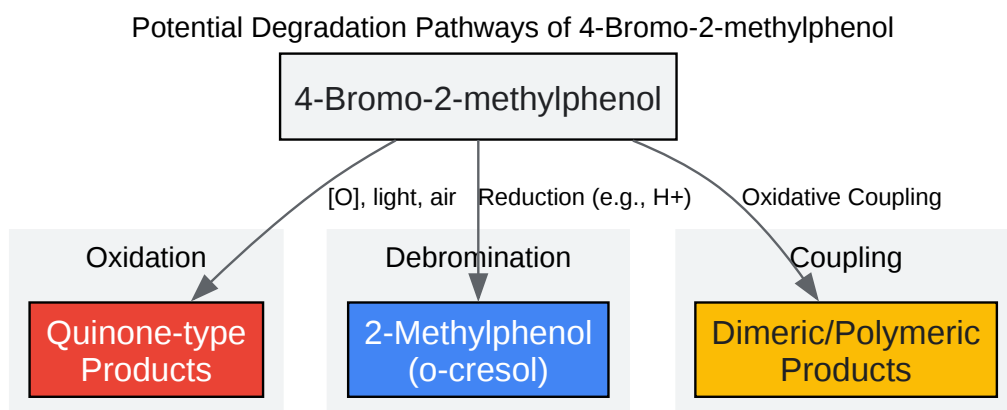 Potential Degradation Pathways of 4-Bromo-2-methylphenol
4-Bromo-2-methylphenol
[O], light, air
Reduction (e.g., H+)
Oxidative Coupling
Oxidation
Debromination
Coupling
Quinone-type
Products
2-Methylphenol
(o-cresol)
Dimeric/Polymeric
Products